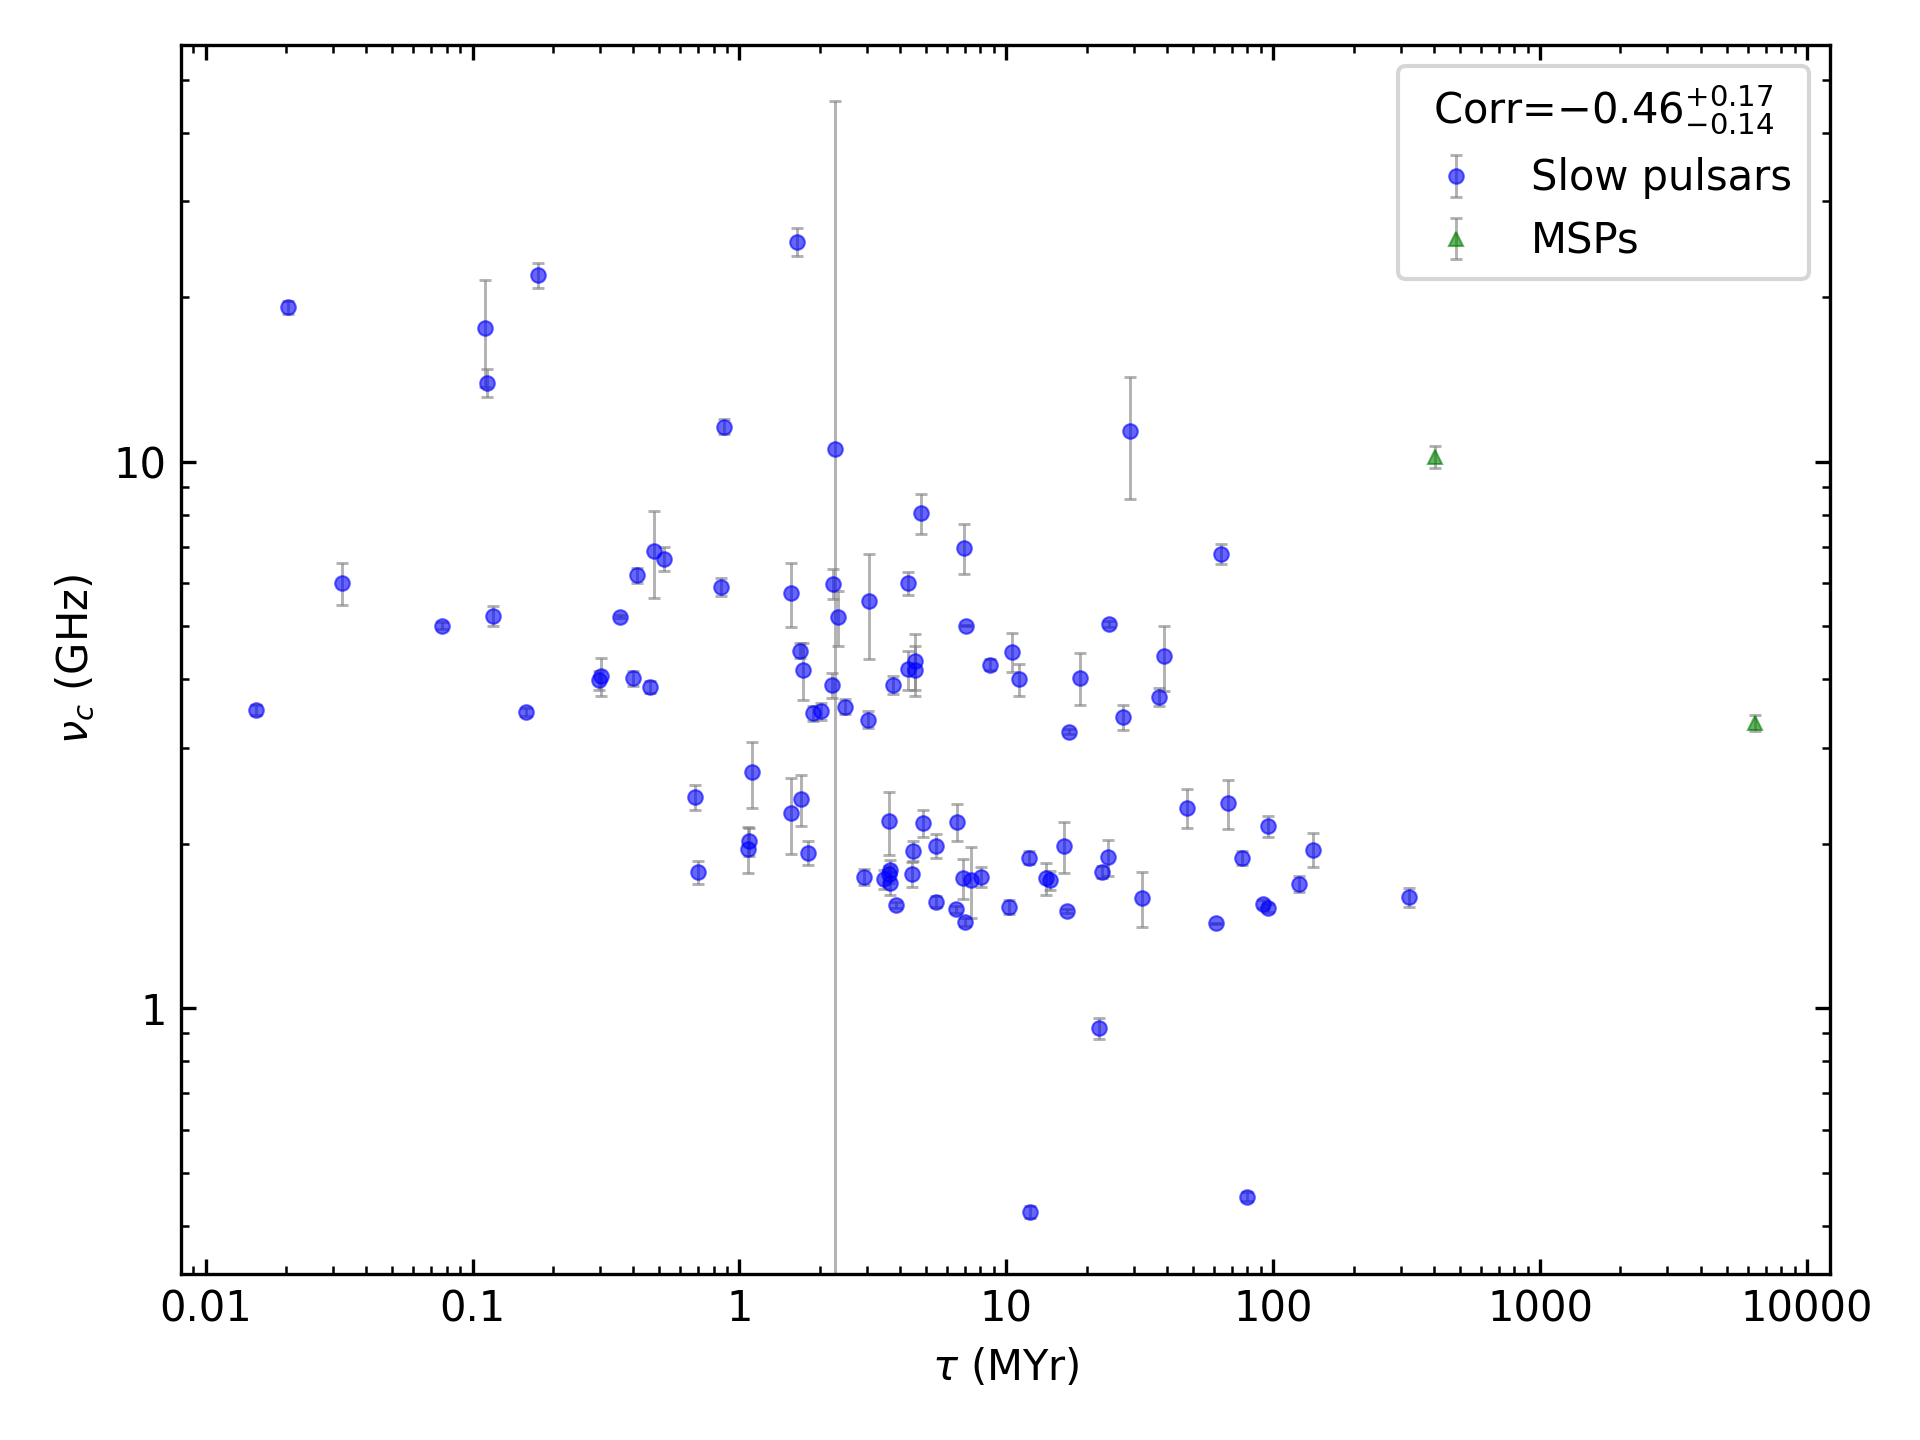 Corr=−0.46+0.17−0.14
Slow pulsars
MSPs
10
1
νc (GHz)
0.01 0.1 1 10 100 1000 10000
τ (MYr)